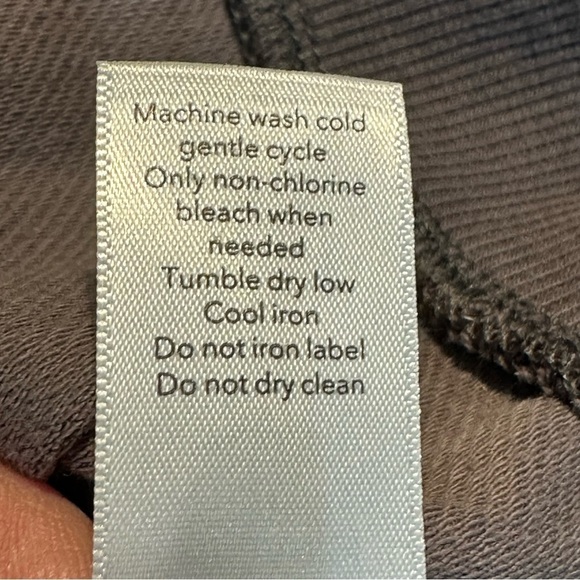 Machine wash cold
gentle cycle
Only non-chlorine
bleach when
needed
Tumble dry low
Cool iron
Do not iron label
Do not dry clean